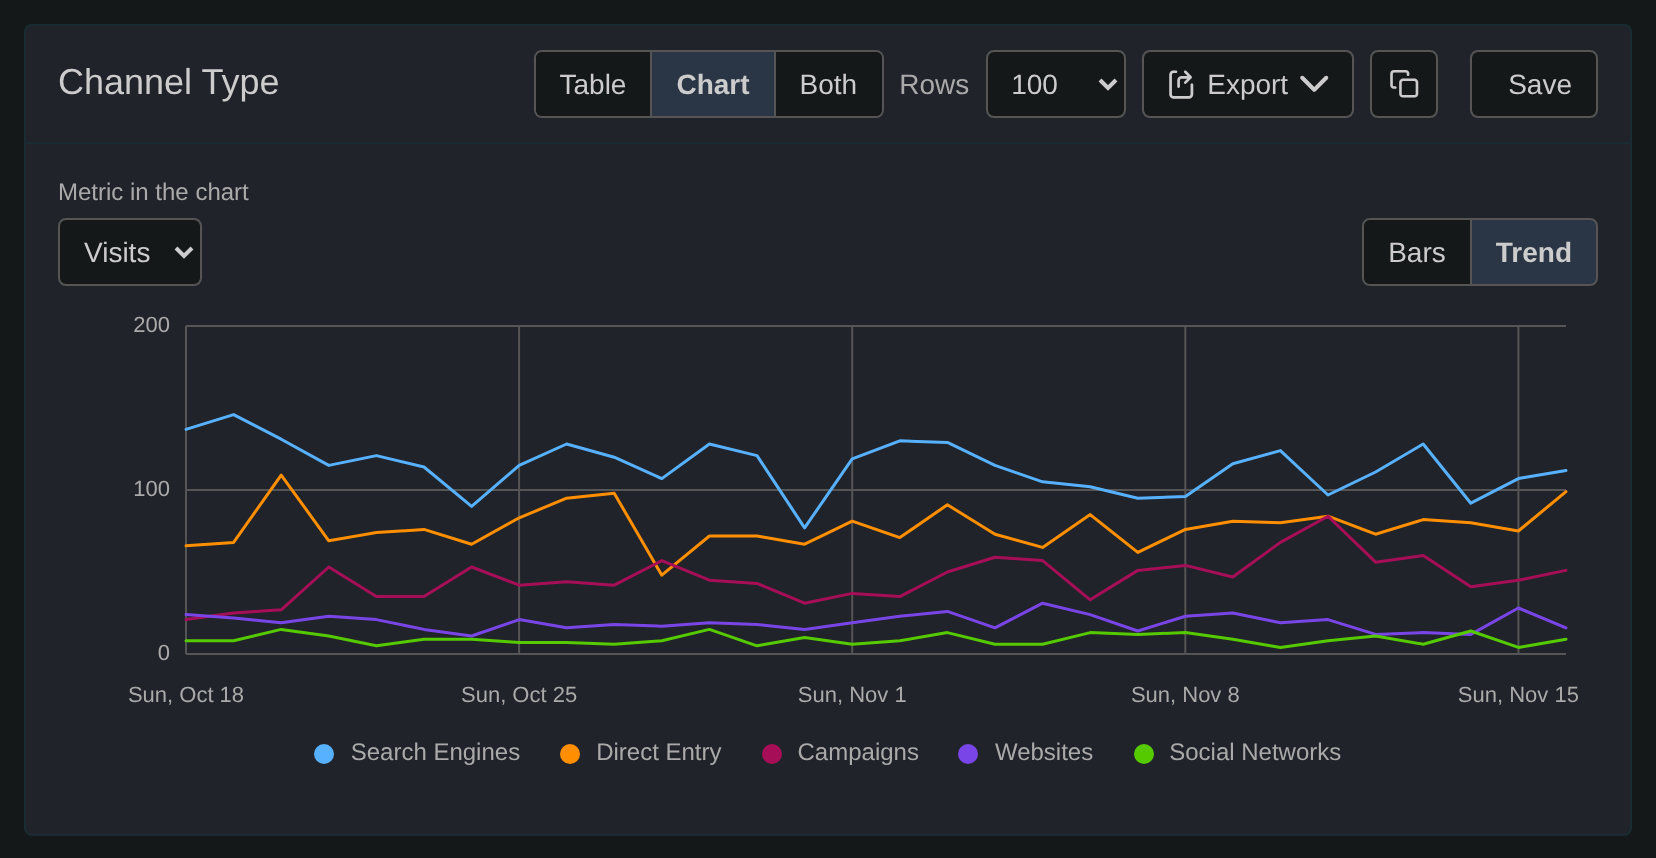 Channel Type
Table Chart Both Rows 100 Export Save
Metric in the chart
Visits Bars Trend
200
100
0
Sun, Oct 18 Sun, Oct 25 Sun, Nov 1 Sun, Nov 8 Sun, Nov 15
Search Engines Direct Entry Campaigns Websites Social Networks